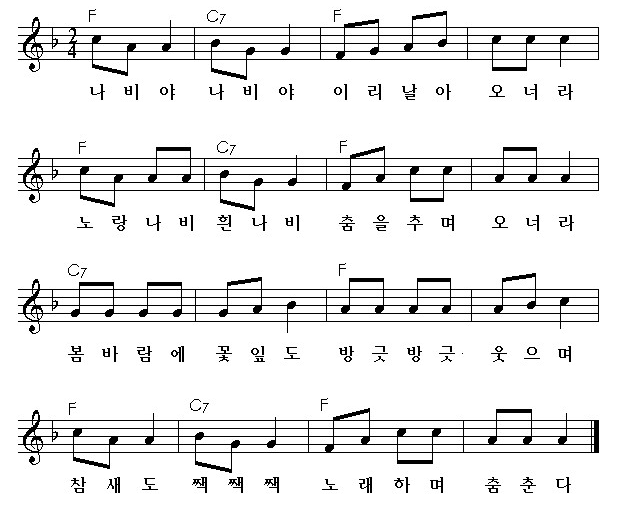 F C7 F
2
4
나 비 야 나 비 야 이 리 날 아 오 너 라
F C7 F
노 랑 나 비 흰 나 비 춤 을 추 며 오 너 라
C7 F
봄 바 람 에 꽃 잎 도 방 긋 방 긋 웃 으 며
F C7 F
참 새 도 짹 짹 짹 노 래 하 며 춤 춘 다